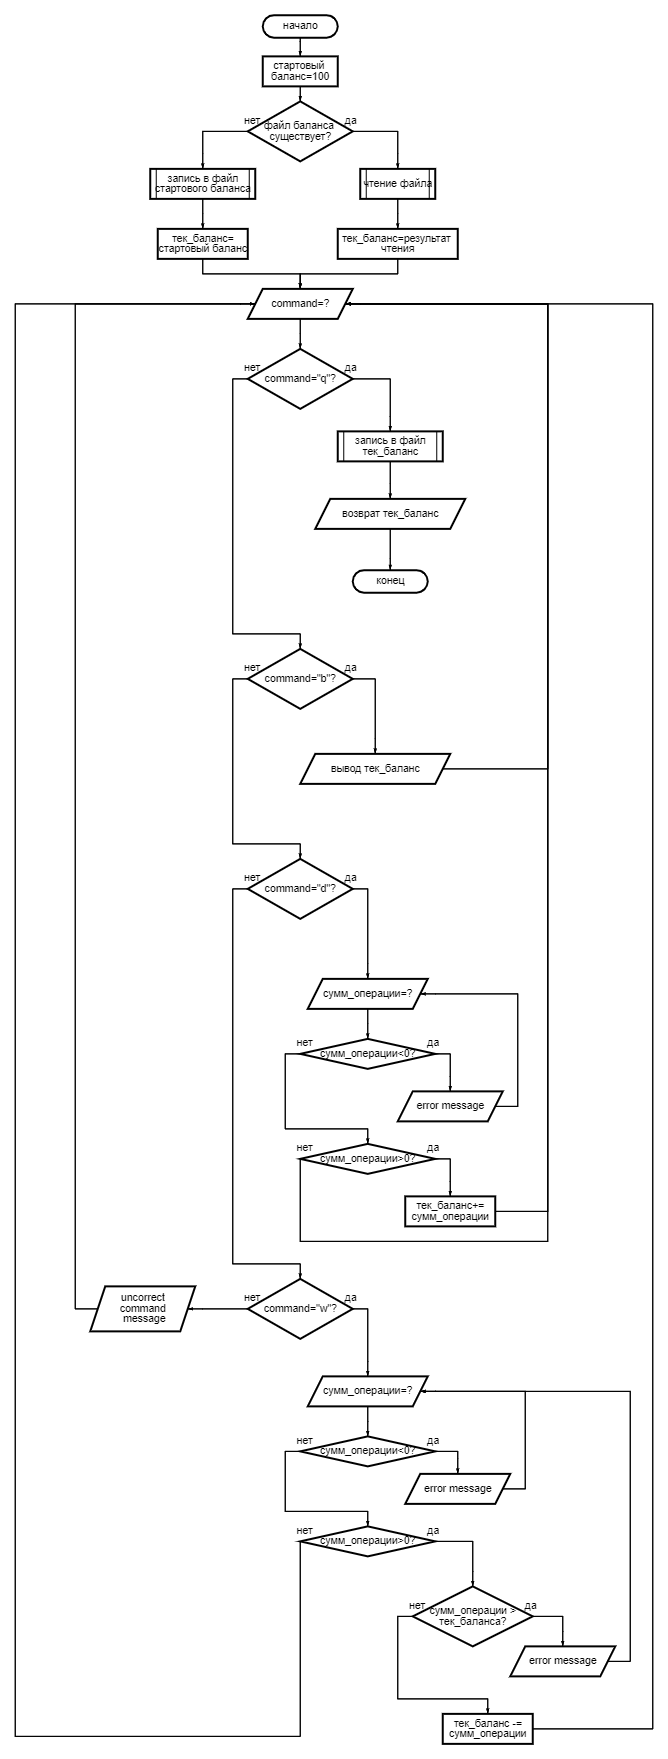 начало
стартовый
баланс=100
нет
файл баланса
существует?
да
запись в файл
стартового баланса
чтение файла
тек_баланс=
стартовый баланс
тек_баланс=результат
чтения
command=?
нет
command="q"?
да
запись в файл
тек_баланс
возврат тек_баланс
конец
нет
command="b"?
да
вывод тек_баланс
нет
command="d"?
да
сумм_операции=?
нет
сумм_операции<0?
да
error message
нет
сумм_операции>0?
да
тек_баланс+=
сумм_операции
uncorrect
command
message
нет
command="w"?
да
сумм_операции=?
нет
сумм_операции<0?
да
error message
нет
сумм_операции>0?
да
нет
сумм_операции >
тек_баланса?
да
error message
тек_баланс -=
сумм_операции